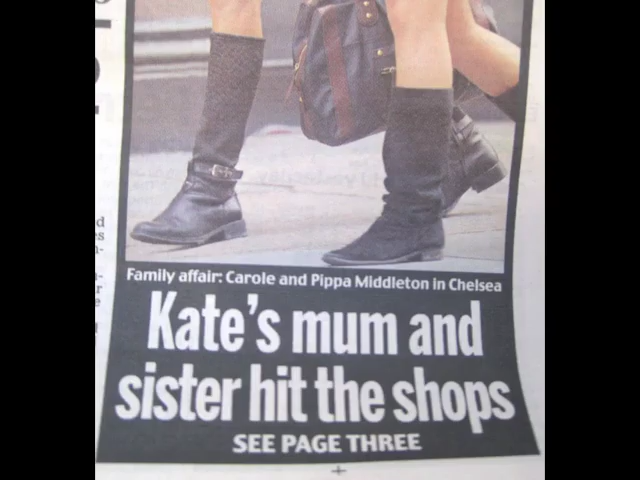 Family affair: Carole and Pippa Middleton in Chelsea
Kate's mum and
sister hit the shops
SEE PAGE THREE